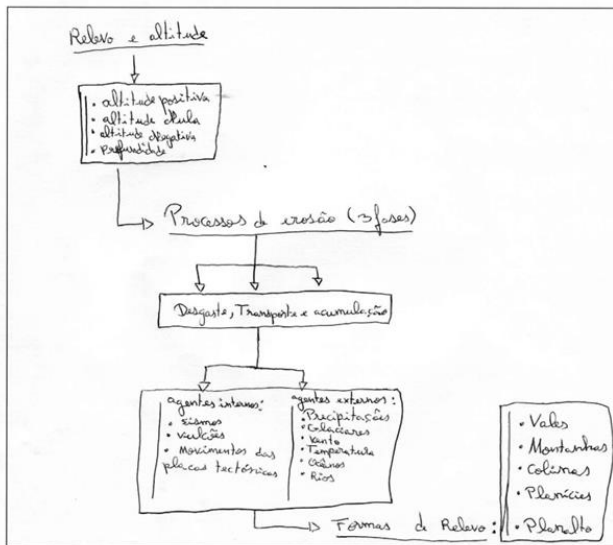 Relevo e altitude
• altitude positiva
• altitude Nula
• altitude Negativa
• Profundidade
Processos de erosão (3 fases)
Desgaste, Transporte e acumulação
agentes internos:
• Sismos
• Vulcões
• Movimentos das
placas tectónicas
agentes externos:
• Precipitações
• Glaciares
• Vento
• Temperatura
• Rios
Formas de Relevo:
• Vales
• Montanhas
• Colinas
• Planícies
• Planalto